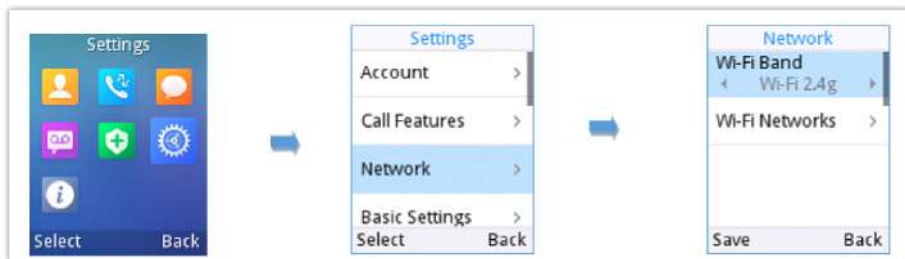 Settings
Select Back
Settings
Account
Call Features
Network
Basic Settings
Select Back
Network
Wi-Fi Band
Wi-Fi 2.4g
Wi-Fi Networks
Save Back